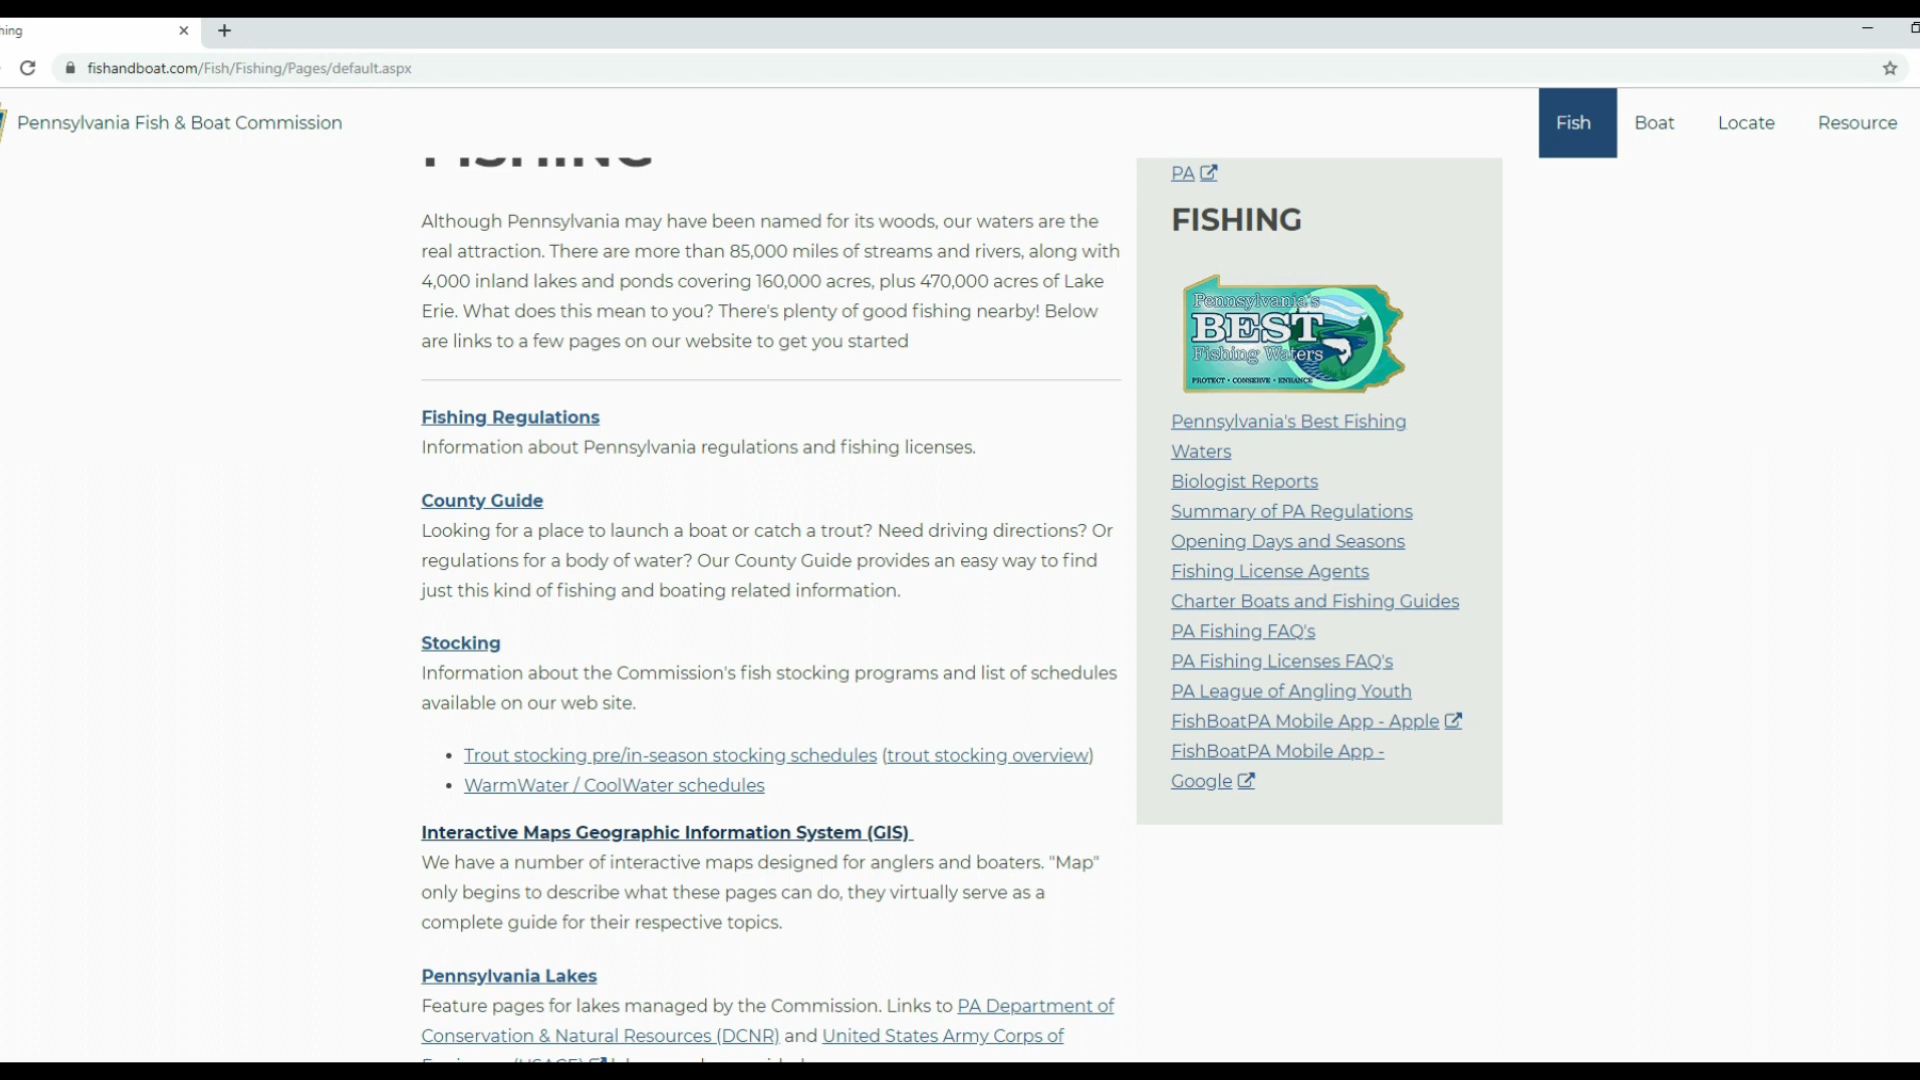 hing
fishandboat.com/Fish/Fishing/Pages/default.aspx
Pennsylvania Fish & Boat Commission
Fish
Boat
Locate
Resource
FISHING
Although Pennsylvania may have been named for its woods, our waters are the
real attraction. There are more than 85,000 miles of streams and rivers, along with
4,000 inland lakes and ponds covering 160,000 acres, plus 470,000 acres of Lake
Erie. What does this mean to you? There's plenty of good fishing nearby! Below
are links to a few pages on our website to get you started
Fishing Regulations
Information about Pennsylvania regulations and fishing licenses.
County Guide
Looking for a place to launch a boat or catch a trout? Need driving directions? Or
regulations for a body of water? Our County Guide provides an easy way to find
just this kind of fishing and boating related information.
Stocking
Information about the Commission's fish stocking programs and list of schedules
available on our web site.
• Trout stocking pre/in-season stocking schedules (trout stocking overview)
• WarmWater / CoolWater schedules
Interactive Maps Geographic Information System (GIS)
We have a number of interactive maps designed for anglers and boaters. "Map"
only begins to describe what these pages can do, they virtually serve as a
complete guide for their respective topics.
Pennsylvania Lakes
Feature pages for lakes managed by the Commission. Links to PA Department of
Conservation & Natural Resources (DCNR) and United States Army Corps of
PA
FISHING
Pennsylvania's
BEST
Fishing Waters
PROTECT • CONSERVE • ENHANCE
Pennsylvania's Best Fishing
Waters
Biologist Reports
Summary of PA Regulations
Opening Days and Seasons
Fishing License Agents
Charter Boats and Fishing Guides
PA Fishing FAQ's
PA Fishing Licenses FAQ's
PA League of Angling Youth
FishBoatPA Mobile App - Apple
FishBoatPA Mobile App -
Google